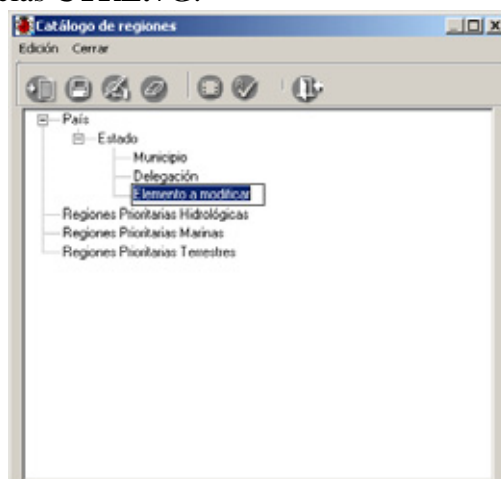 Catálogo de regiones
Edición Cerrar
País
Estado
Municipio
Delegación
Elemento a modificar
Regiones Prioritarias Hidrológicas
Regiones Prioritarias Marinas
Regiones Prioritarias Terrestres